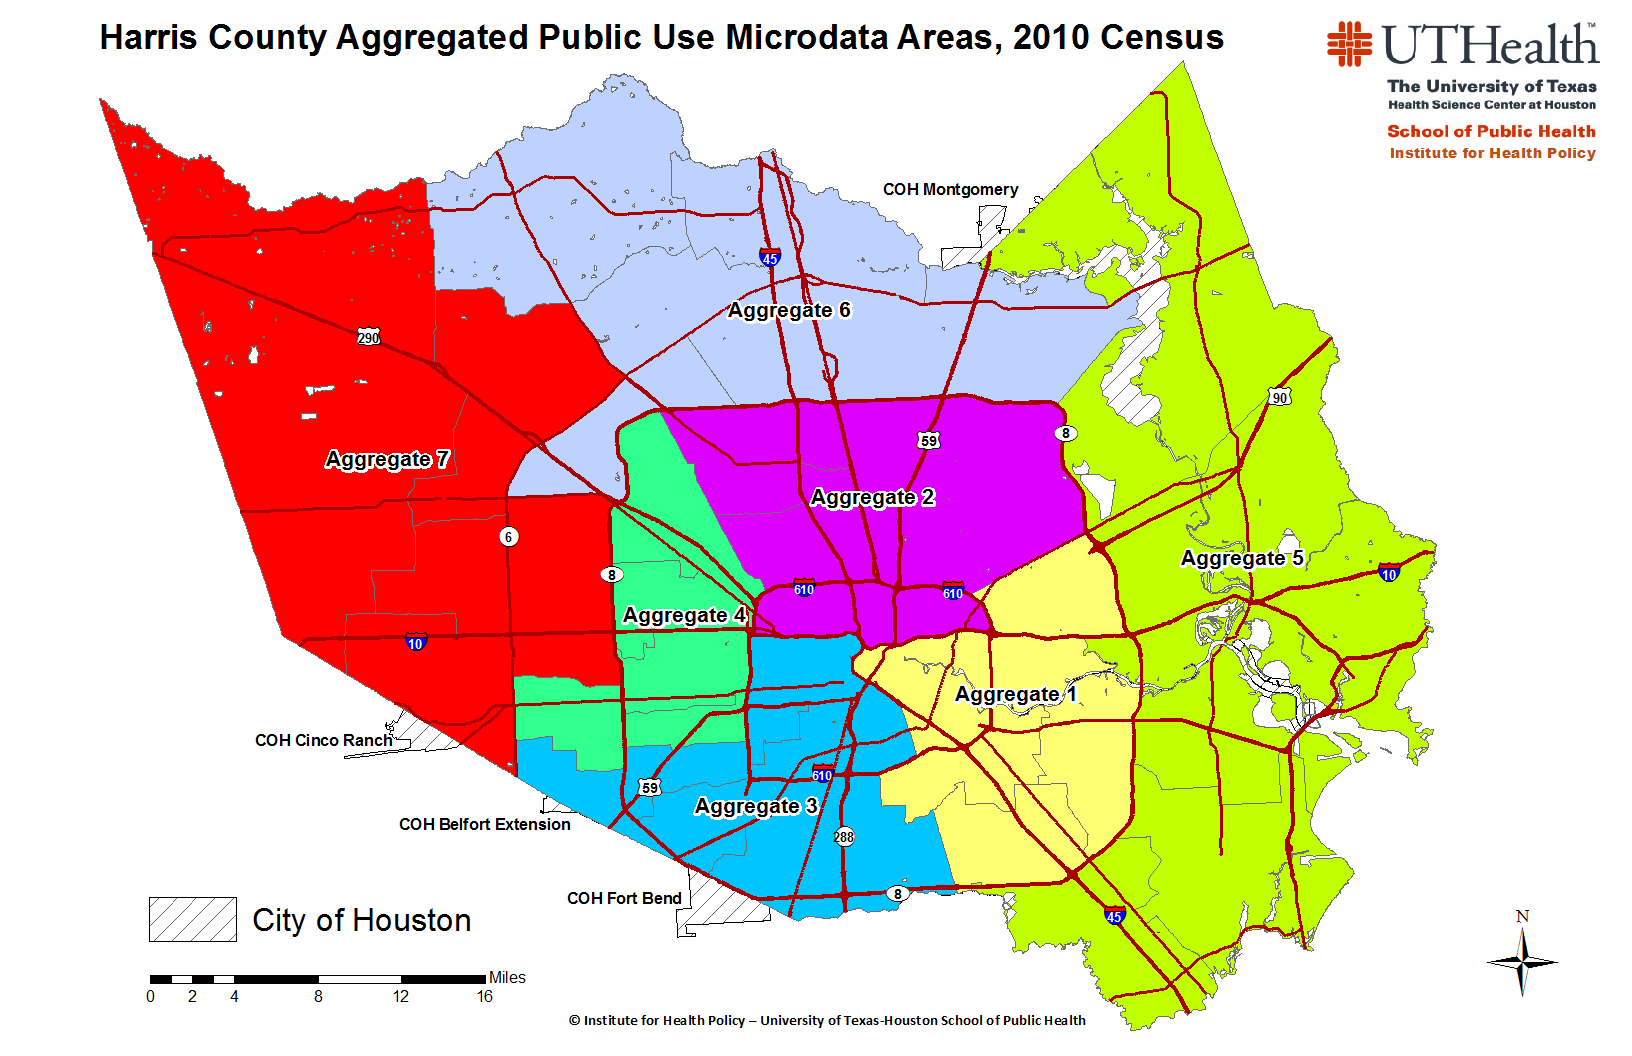 Harris County Aggregated Public Use Microdata Areas, 2010 Census
UTHealth™
The University of Texas
Health Science Center at Houston
School of Public Health
Institute for Health Policy
COH Montgomery
45
Aggregate 6
290
90
59
8
Aggregate 7
Aggregate 2
6
Aggregate 5
8
10
610
610
Aggregate 4
10
Aggregate 1
COH Cinco Ranch
610
59
Aggregate 3
COH Belfort Extension
288
8
COH Fort Bend
45
City of Houston
N
Miles
0 2 4 8 12 16
© Institute for Health Policy – University of Texas-Houston School of Public Health